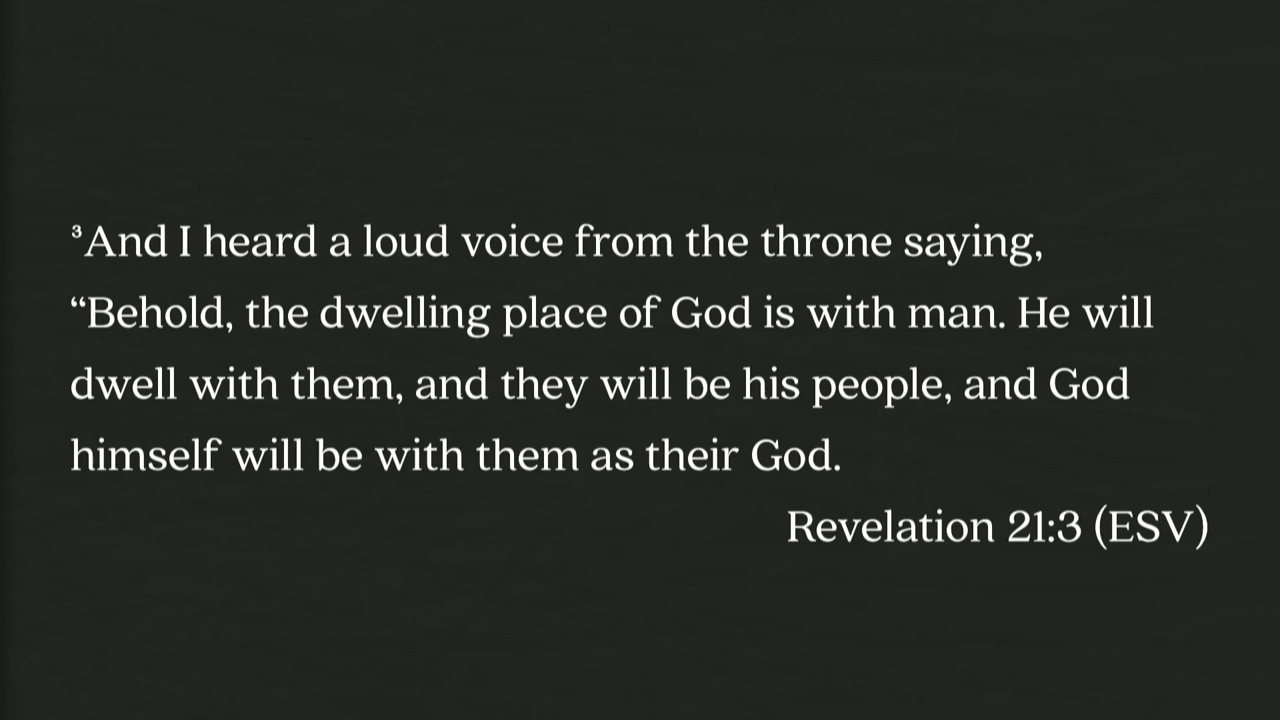 ³And I heard a loud voice from the throne saying,
“Behold, the dwelling place of God is with man. He will
dwell with them, and they will be his people, and God
himself will be with them as their God.
Revelation 21:3 (ESV)